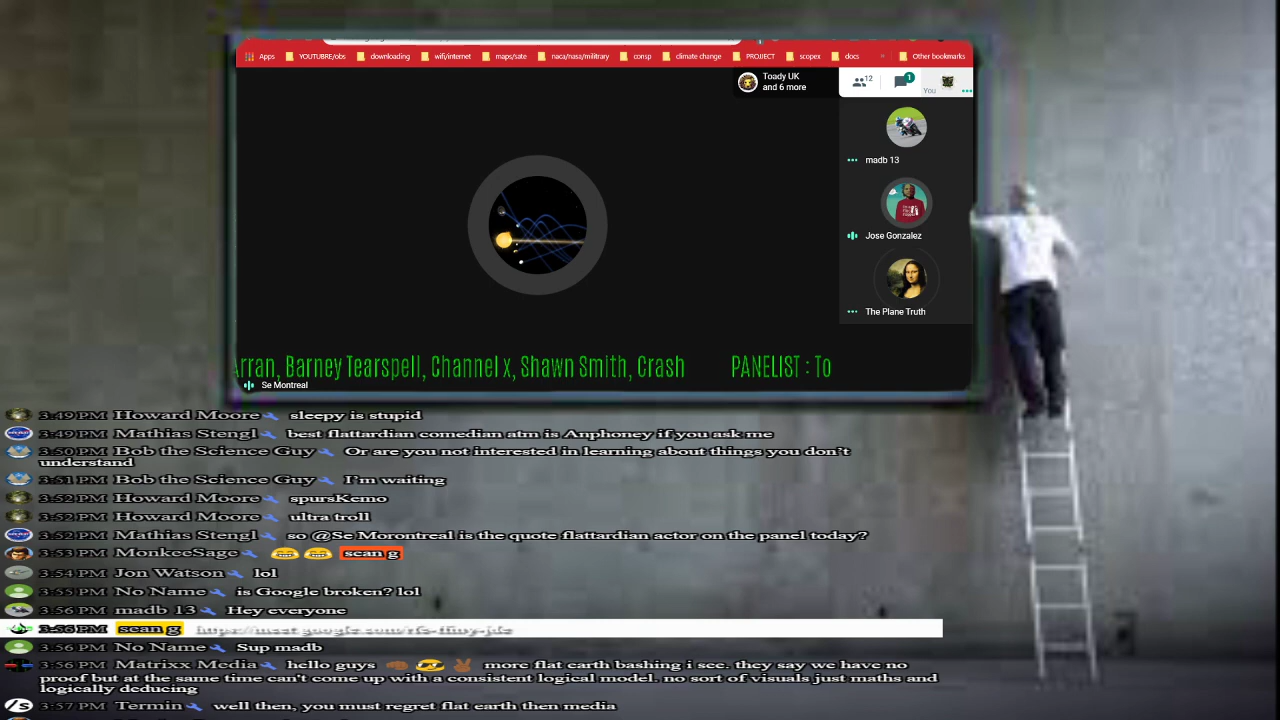 Apps YOUTUBRE/obs downloading wifi/internet maps/sate naca/nasa/militrary consp climate change PROJECT scopex docs Other bookmarks
Toady UK
and 6 more
12
1
You
madb 13
Jose Gonzalez
The Plane Truth
rran, Barney Tearspell, Channel x, Shawn Smith, Crash PANELIST : To
Se Montreal
3:49 PM Howard Moore sleepy is stupid
3:49 PM Mathias Stengl best flattardian comedian atm is Anphoney if you ask me
3:50 PM Bob the Science Guy Or are you not interested in learning about things you don't
understand
3:51 PM Bob the Science Guy I'm waiting
3:52 PM Howard Moore spursKemo
3:52 PM Howard Moore ultra troll
3:52 PM Mathias Stengl so @Se Morontreal is the quote flattardian actor on the panel today?
3:53 PM MonkeeSage 😂 😂 sean g
3:54 PM Jon Watson lol
3:55 PM No Name is Google broken? lol
3:56 PM madb 13 Hey everyone
3:56 PM sean g https://meet.google.com/
3:56 PM No Name Sup madb
3:56 PM Matrixx Media hello guys more flat earth bashing i see. they say we have no
proof but at the same time can't come up with a consistent logical model. no sort of visuals just maths and
logically deducing
3:57 PM Termin well then, you must regret flat earth then media